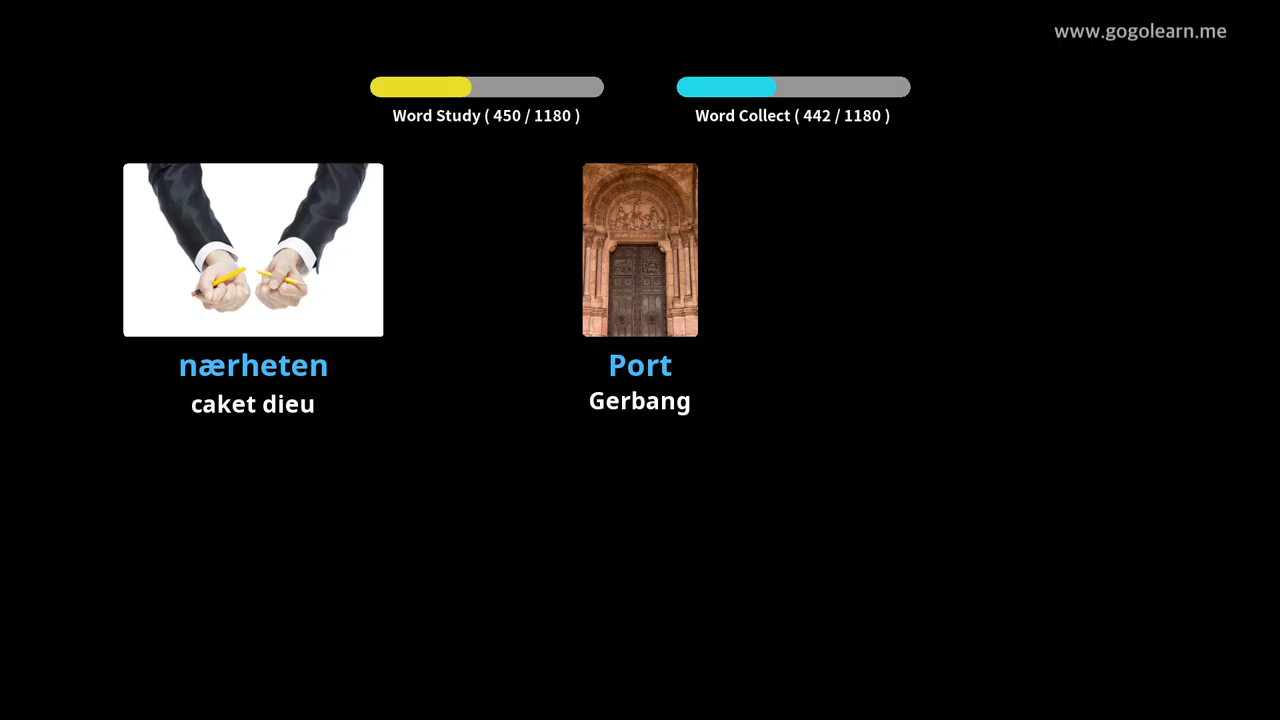 www.gogolearn.me
Word Study ( 450 / 1180 )
Word Collect ( 442 / 1180 )
nærheten
caket dieu
Port
Gerbang